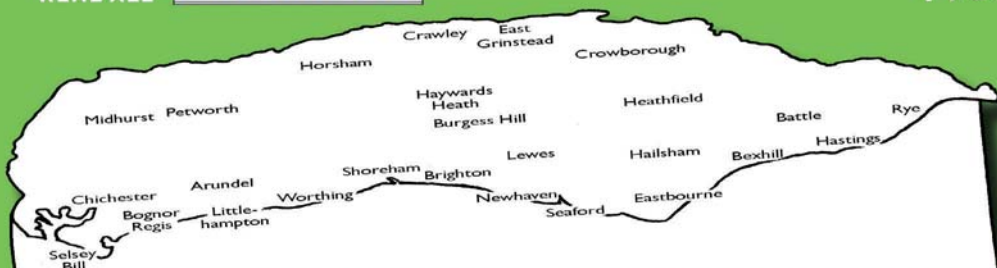 Crawley
East
Grinstead
Crowborough
Horsham
Haywards
Heath
Burgess Hill
Heathfield
Midhurst
Petworth
Battle
Rye
Hastings
Bexhill
Hailsham
Lewes
Shoreham
Brighton
Arundel
Chichester
Worthing
Newhaven
Seaford
Eastbourne
Bognor
Regis
Little-
hampton
Selsey
Bill